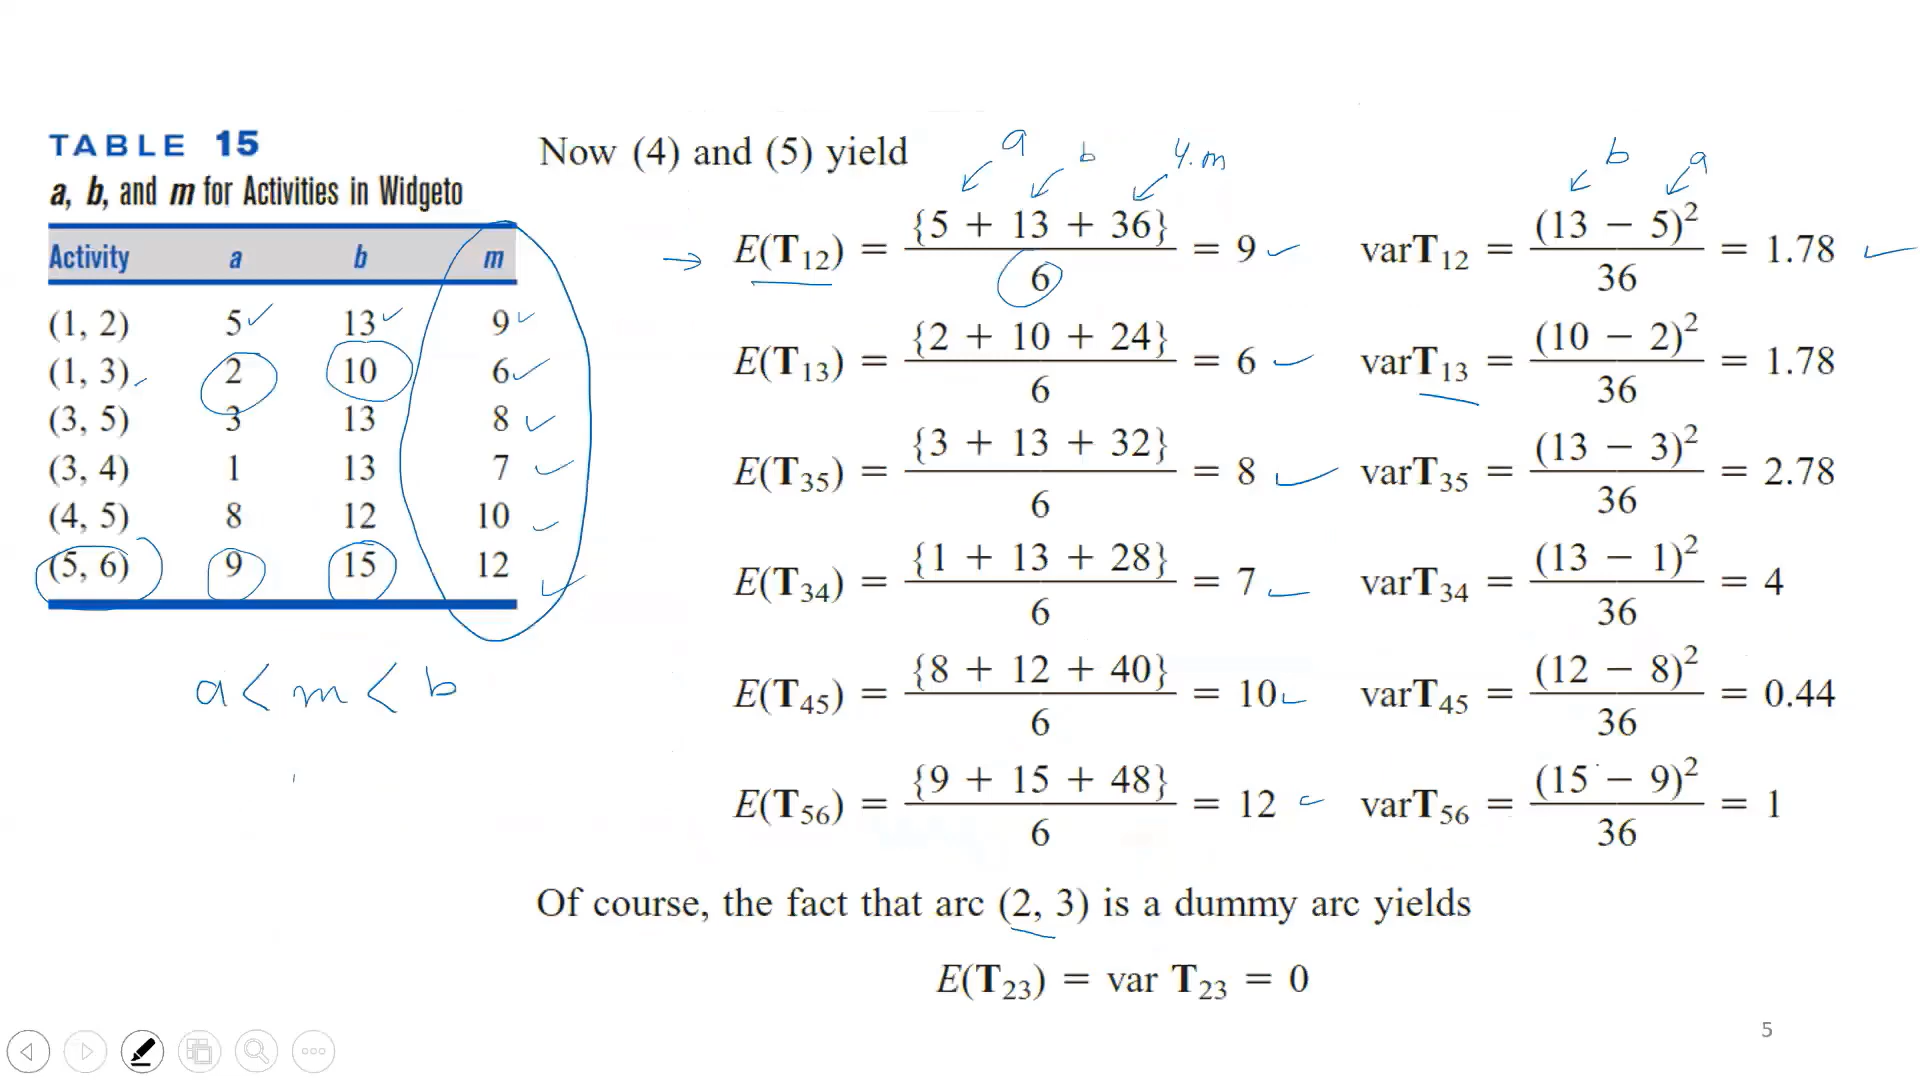 TABLE 15
a, b, and m for Activities in Widgeto
Activity a b m
(1, 2) 5 13 9
(1, 3) 2 10 6
(3, 5) 3 13 8
(3, 4) 1 13 7
(4, 5) 8 12 10
(5, 6) 9 15 12
a < m < b
Now (4) and (5) yield
a b 4.m
b a
E(T₁₂) = {5 + 13 + 36} / 6 = 9 varT₁₂ = (13 − 5)² / 36 = 1.78
E(T₁₃) = {2 + 10 + 24} / 6 = 6 varT₁₃ = (10 − 2)² / 36 = 1.78
E(T₃₅) = {3 + 13 + 32} / 6 = 8 varT₃₅ = (13 − 3)² / 36 = 2.78
E(T₃₄) = {1 + 13 + 28} / 6 = 7 varT₃₄ = (13 − 1)² / 36 = 4
E(T₄₅) = {8 + 12 + 40} / 6 = 10 varT₄₅ = (12 − 8)² / 36 = 0.44
E(T₅₆) = {9 + 15 + 48} / 6 = 12 varT₅₆ = (15 − 9)² / 36 = 1
Of course, the fact that arc (2, 3) is a dummy arc yields
E(T₂₃) = var T₂₃ = 0
5